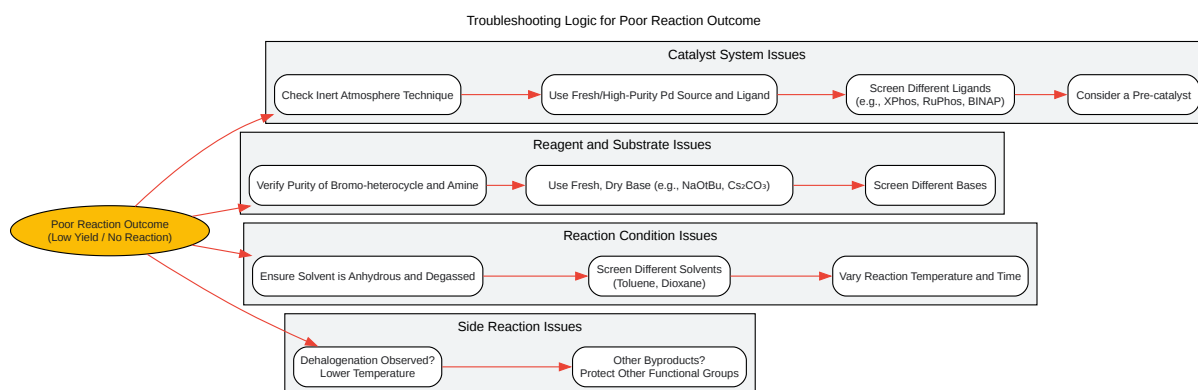 Troubleshooting Logic for Poor Reaction Outcome
Catalyst System Issues
Check Inert Atmosphere Technique
Use Fresh/High-Purity Pd Source and Ligand
Screen Different Ligands
(e.g., XPhos, RuPhos, BINAP)
Consider a Pre-catalyst
Reagent and Substrate Issues
Verify Purity of Bromo-heterocycle and Amine
Use Fresh, Dry Base (e.g., NaOtBu, Cs₂CO₃)
Screen Different Bases
Poor Reaction Outcome
(Low Yield / No Reaction)
Reaction Condition Issues
Ensure Solvent is Anhydrous and Degassed
Screen Different Solvents
(Toluene, Dioxane)
Vary Reaction Temperature and Time
Side Reaction Issues
Dehalogenation Observed?
Lower Temperature
Other Byproducts?
Protect Other Functional Groups